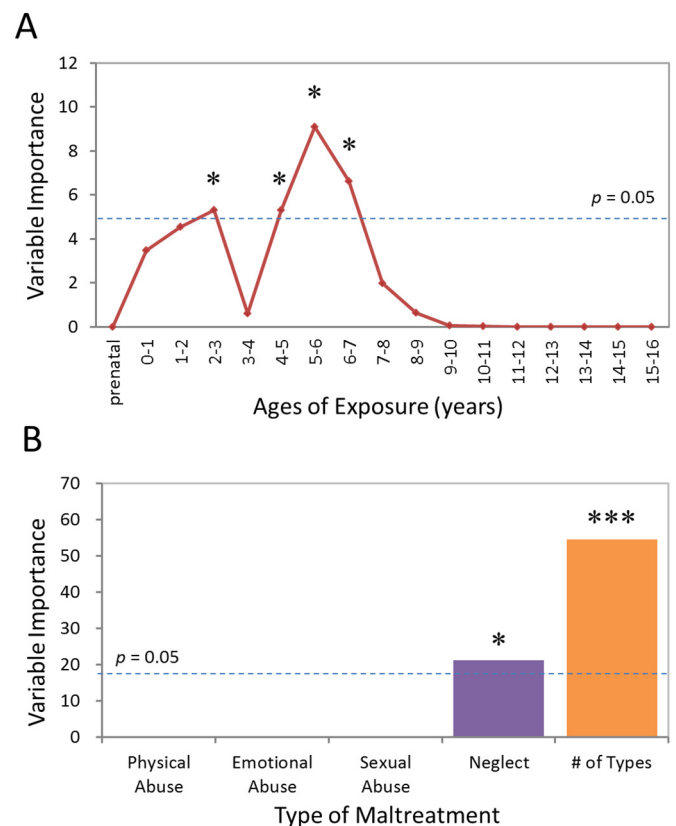 A
12
10
8
6
4
2
0
Variable Importance
*
*
*
*
p = 0.05
prenatal
0-1
1-2
2-3
3-4
4-5
5-6
6-7
7-8
8-9
9-10
10-11
11-12
12-13
13-14
14-15
15-16
Ages of Exposure (years)
B
70
60
50
40
30
20
10
0
Variable Importance
p = 0.05
*
***
Physical
Abuse
Emotional
Abuse
Sexual
Abuse
Neglect
# of Types
Type of Maltreatment